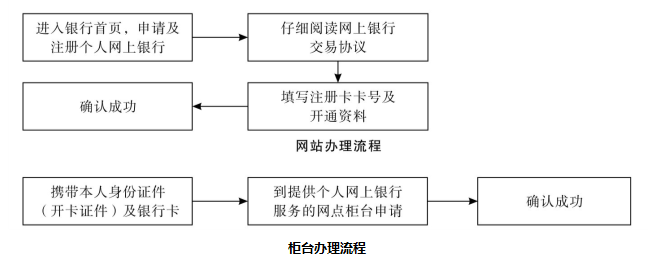 进入银行首页，申请及
注册个人网上银行
仔细阅读网上银行
交易协议
填写注册卡卡号及
开通资料
确认成功
网站办理流程
携带本人身份证件
（开卡证件）及银行卡
到提供个人网上银行
服务的网点柜台申请
确认成功
柜台办理流程